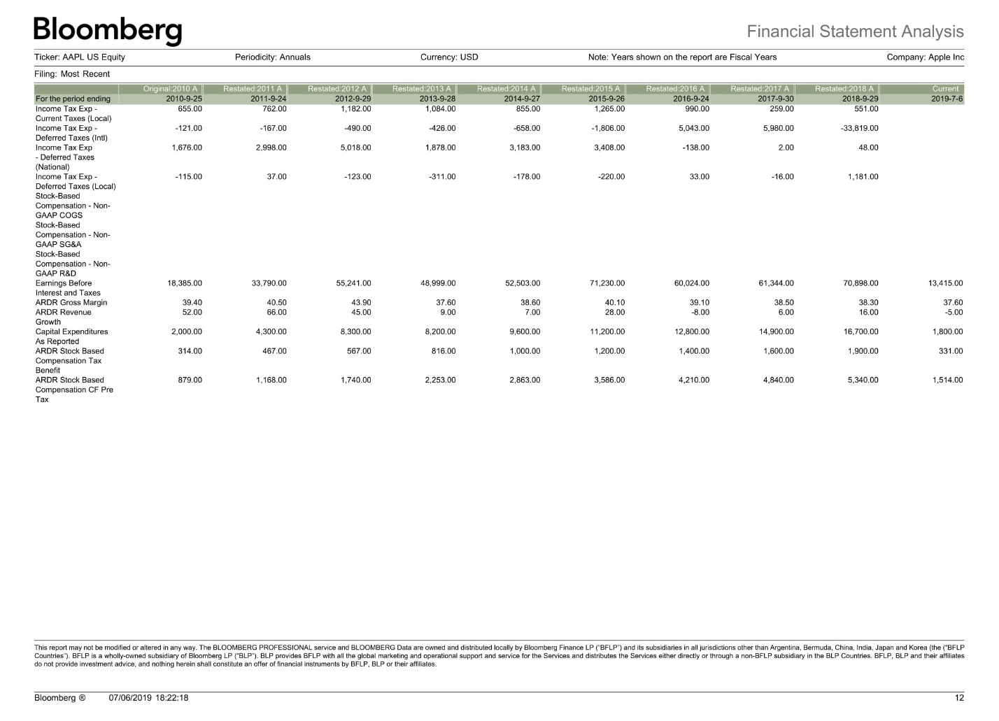 Bloomberg
Financial Statement Analysis
Ticker: AAPL US Equity Periodicity: Annuals Currency: USD Note: Years shown on the report are Fiscal Years Company: Apple Inc
Filing: Most Recent
Original:2010 A Restated:2011 A Restated:2012 A Restated:2013 A Restated:2014 A Restated:2015 A Restated:2016 A Restated:2017 A Restated:2018 A Current
For the period ending 2010-9-25 2011-9-24 2012-9-29 2013-9-28 2014-9-27 2015-9-26 2016-9-24 2017-9-30 2018-9-29 2019-7-6
Income Tax Exp - 655.00 762.00 1,182.00 1,084.00 855.00 1,265.00 990.00 259.00 551.00
Current Taxes (Local)
Income Tax Exp - -121.00 -167.00 -490.00 -426.00 -658.00 -1,806.00 5,043.00 5,980.00 -33,819.00
Deferred Taxes (Intl)
Income Tax Exp 1,676.00 2,998.00 5,018.00 1,878.00 3,183.00 3,408.00 -138.00 2.00 48.00
- Deferred Taxes
(National)
Income Tax Exp - -115.00 37.00 -123.00 -311.00 -178.00 -220.00 33.00 -16.00 1,181.00
Deferred Taxes (Local)
Stock-Based
Compensation - Non-
GAAP COGS
Stock-Based
Compensation - Non-
GAAP SG&A
Stock-Based
Compensation - Non-
GAAP R&D
Earnings Before 18,385.00 33,790.00 55,241.00 48,999.00 52,503.00 71,230.00 60,024.00 61,344.00 70,898.00 13,415.00
Interest and Taxes
ARDR Gross Margin 39.40 40.50 43.90 37.60 38.60 40.10 39.10 38.50 38.30 37.60
ARDR Revenue 52.00 66.00 45.00 9.00 7.00 28.00 -8.00 6.00 16.00 -5.00
Growth
Capital Expenditures 2,000.00 4,300.00 8,300.00 8,200.00 9,600.00 11,200.00 12,800.00 14,900.00 16,700.00 1,800.00
As Reported
ARDR Stock Based 314.00 467.00 567.00 816.00 1,000.00 1,200.00 1,400.00 1,600.00 1,900.00 331.00
Compensation Tax
Benefit
ARDR Stock Based 879.00 1,168.00 1,740.00 2,253.00 2,863.00 3,586.00 4,210.00 4,840.00 5,340.00 1,514.00
Compensation CF Pre
Tax
This report may not be modified or altered in any way. The BLOOMBERG PROFESSIONAL service and BLOOMBERG Data are owned and distributed locally by Bloomberg Finance LP (“BFLP”) and its subsidiaries in all jurisdictions other than Argentina, Bermuda, China, India, Japan and Korea (the (“BFLP
Countries”). BFLP is a wholly-owned subsidiary of Bloomberg LP (“BLP”). BLP provides BFLP with all the global marketing and operational support and service for the Services and distributes the Services either directly or through a non-BFLP subsidiary in the BLP Countries. BFLP, BLP and their affiliates
do not provide investment advice, and nothing herein shall constitute an offer of financial instruments by BFLP, BLP or their affiliates.
Bloomberg ® 07/06/2019 18:22:18 12